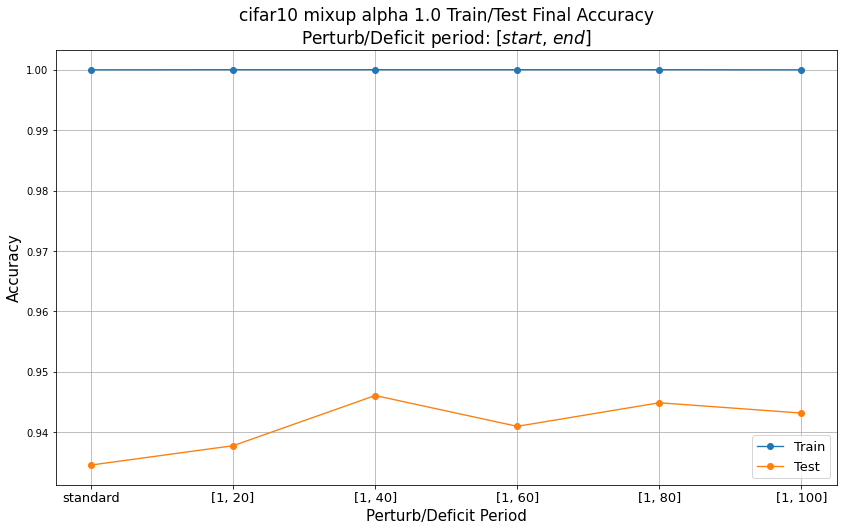 cifar10 mixup alpha 1.0 Train/Test Final Accuracy
Perturb/Deficit period: [start, end]
Accuracy
1.00
0.99
0.98
0.97
0.96
0.95
0.94
Train
Test
standard [1, 20] [1, 40] [1, 60] [1, 80] [1, 100]
Perturb/Deficit Period